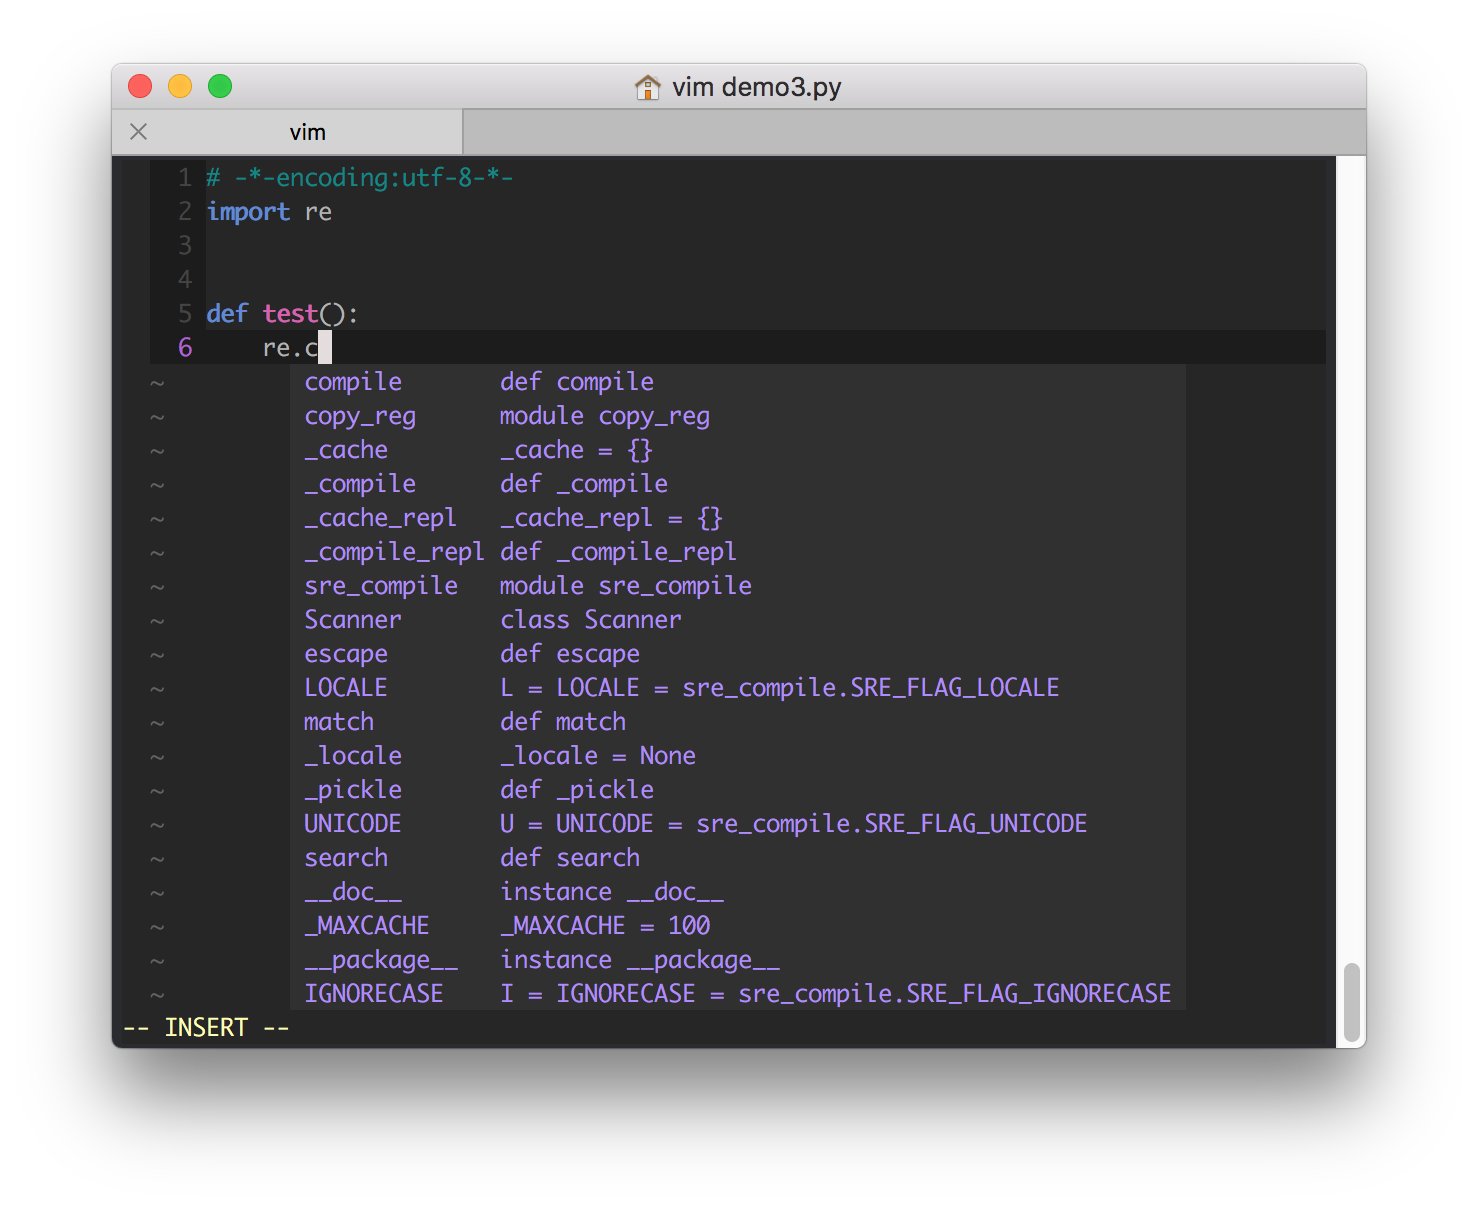 vim demo3.py
vim
1 # -*-encoding:utf-8-*-
2 import re
3
4
5 def test():
6     re.c
~ compile       def compile
~ copy_reg      module copy_reg
~ _cache        _cache = {}
~ _compile      def _compile
~ _cache_repl   _cache_repl = {}
~ _compile_repl def _compile_repl
~ sre_compile   module sre_compile
~ Scanner       class Scanner
~ escape        def escape
~ LOCALE        L = LOCALE = sre_compile.SRE_FLAG_LOCALE
~ match         def match
~ _locale       _locale = None
~ _pickle       def _pickle
~ UNICODE       U = UNICODE = sre_compile.SRE_FLAG_UNICODE
~ search        def search
~ __doc__       instance __doc__
~ _MAXCACHE     _MAXCACHE = 100
~ __package__   instance __package__
~ IGNORECASE    I = IGNORECASE = sre_compile.SRE_FLAG_IGNORECASE
-- INSERT --